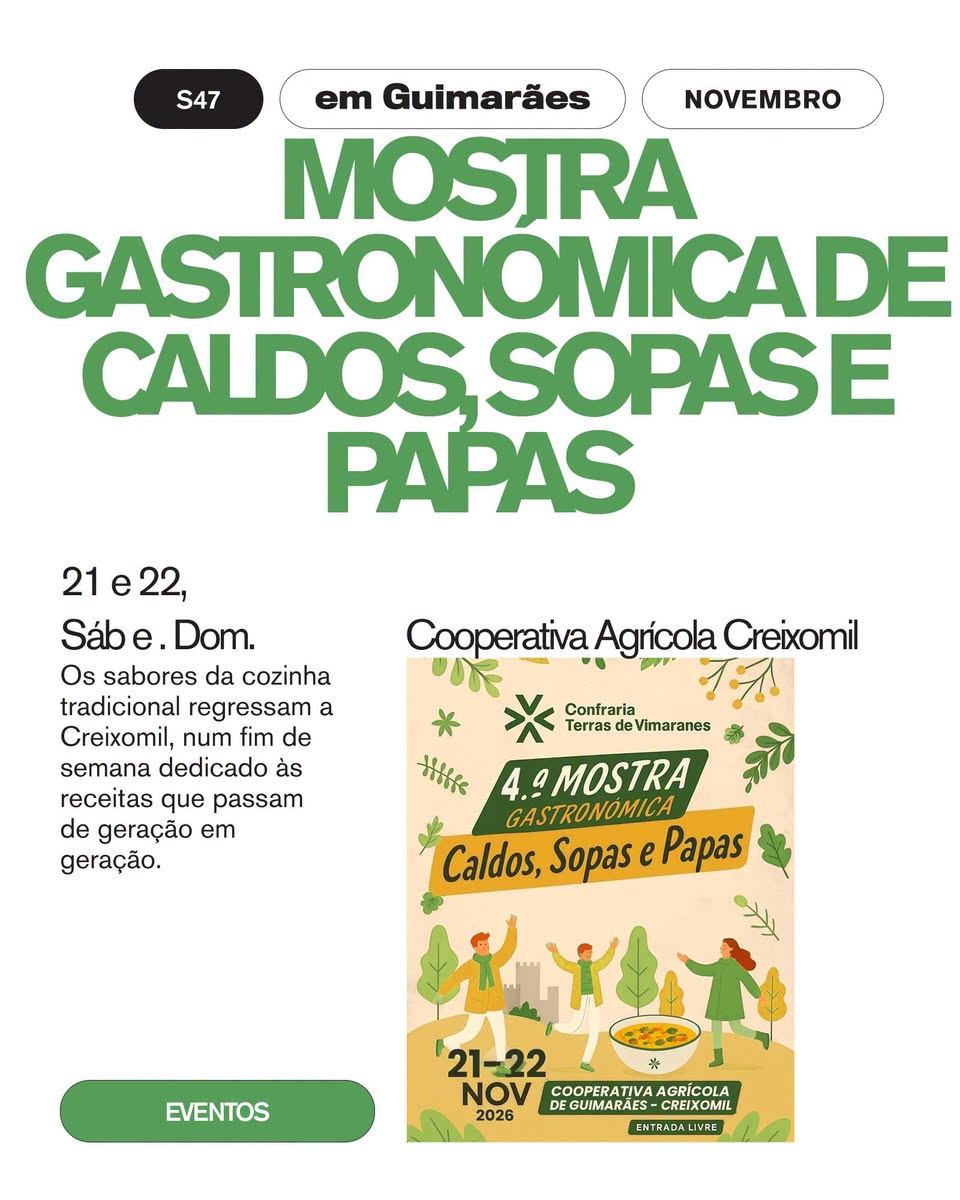 S47
em Guimarães
NOVEMBRO
MOSTRA
GASTRONÓMICA DE
CALDOS, SOPAS E
PAPAS
21 e 22,
Sáb e . Dom.
Os sabores da cozinha
tradicional regressam a
Creixomil, num fim de
semana dedicado às
receitas que passam
de geração em
geração.
EVENTOS
Cooperativa Agrícola Creixomil
Confraria
Terras de Vimaranes
4.ª MOSTRA
GASTRONÓMICA
Caldos, Sopas e Papas
21–22
NOV
2026
COOPERATIVA AGRÍCOLA
DE GUIMARÃES – CREIXOMIL
ENTRADA LIVRE